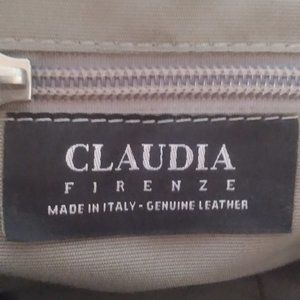 CLAUDIA
FIRENZE
MADE IN ITALY - GENUINE LEATHER